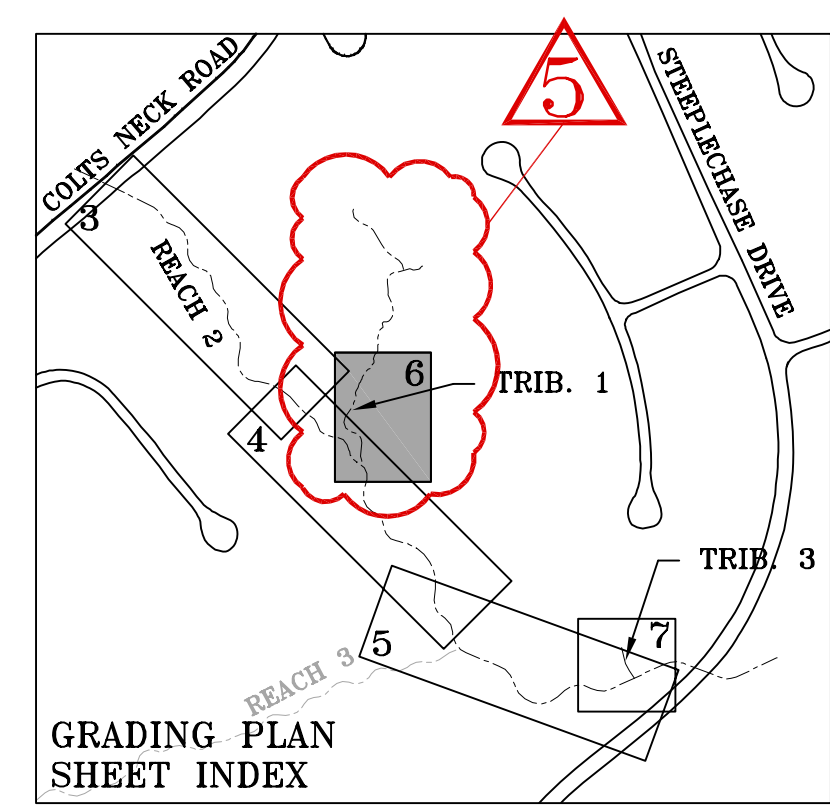 5
COLTS NECK ROAD
STEEPLECHASE DRIVE
3
REACH 2
6
TRIB. 1
4
TRIB. 3
5
7
REACH 3
GRADING PLAN
SHEET INDEX